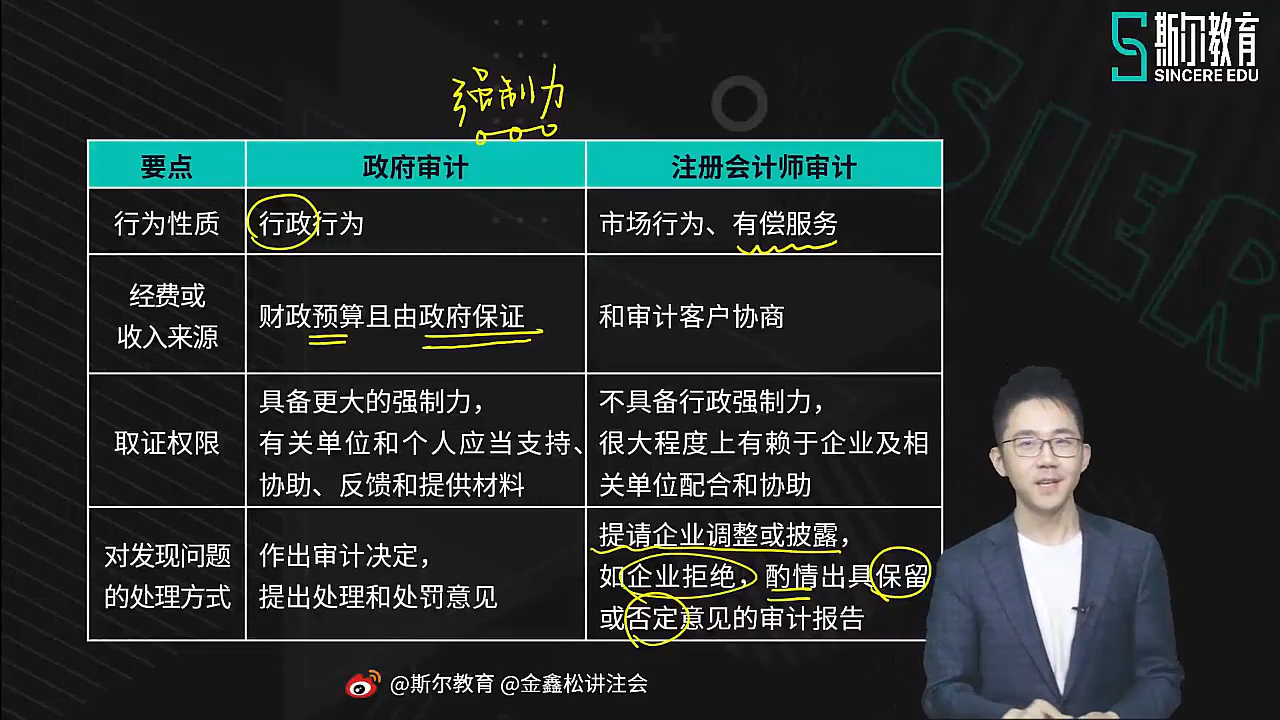 斯尔教育
SINCERE EDU
强制力
要点
政府审计
注册会计师审计
行为性质
行政行为
市场行为、有偿服务
经费或
收入来源
财政预算且由政府保证
和审计客户协商
取证权限
具备更大的强制力，
有关单位和个人应当支持、
协助、反馈和提供材料
不具备行政强制力，
很大程度上有赖于企业及相
关单位配合和协助
对发现问题
的处理方式
作出审计决定，
提出处理和处罚意见
提请企业调整或披露，
如企业拒绝，酌情出具保留
或否定意见的审计报告
@斯尔教育 @金鑫松讲注会
SIER